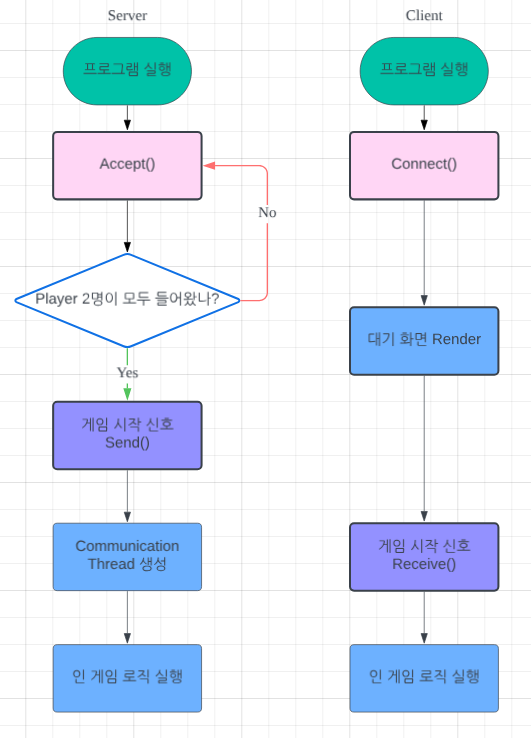 Server
프로그램 실행
Accept()
No
Player 2명이 모두 들어왔나?
Yes
게임 시작 신호
Send()
Communication
Thread 생성
인 게임 로직 실행
Client
프로그램 실행
Connect()
대기 화면 Render
게임 시작 신호
Receive()
인 게임 로직 실행